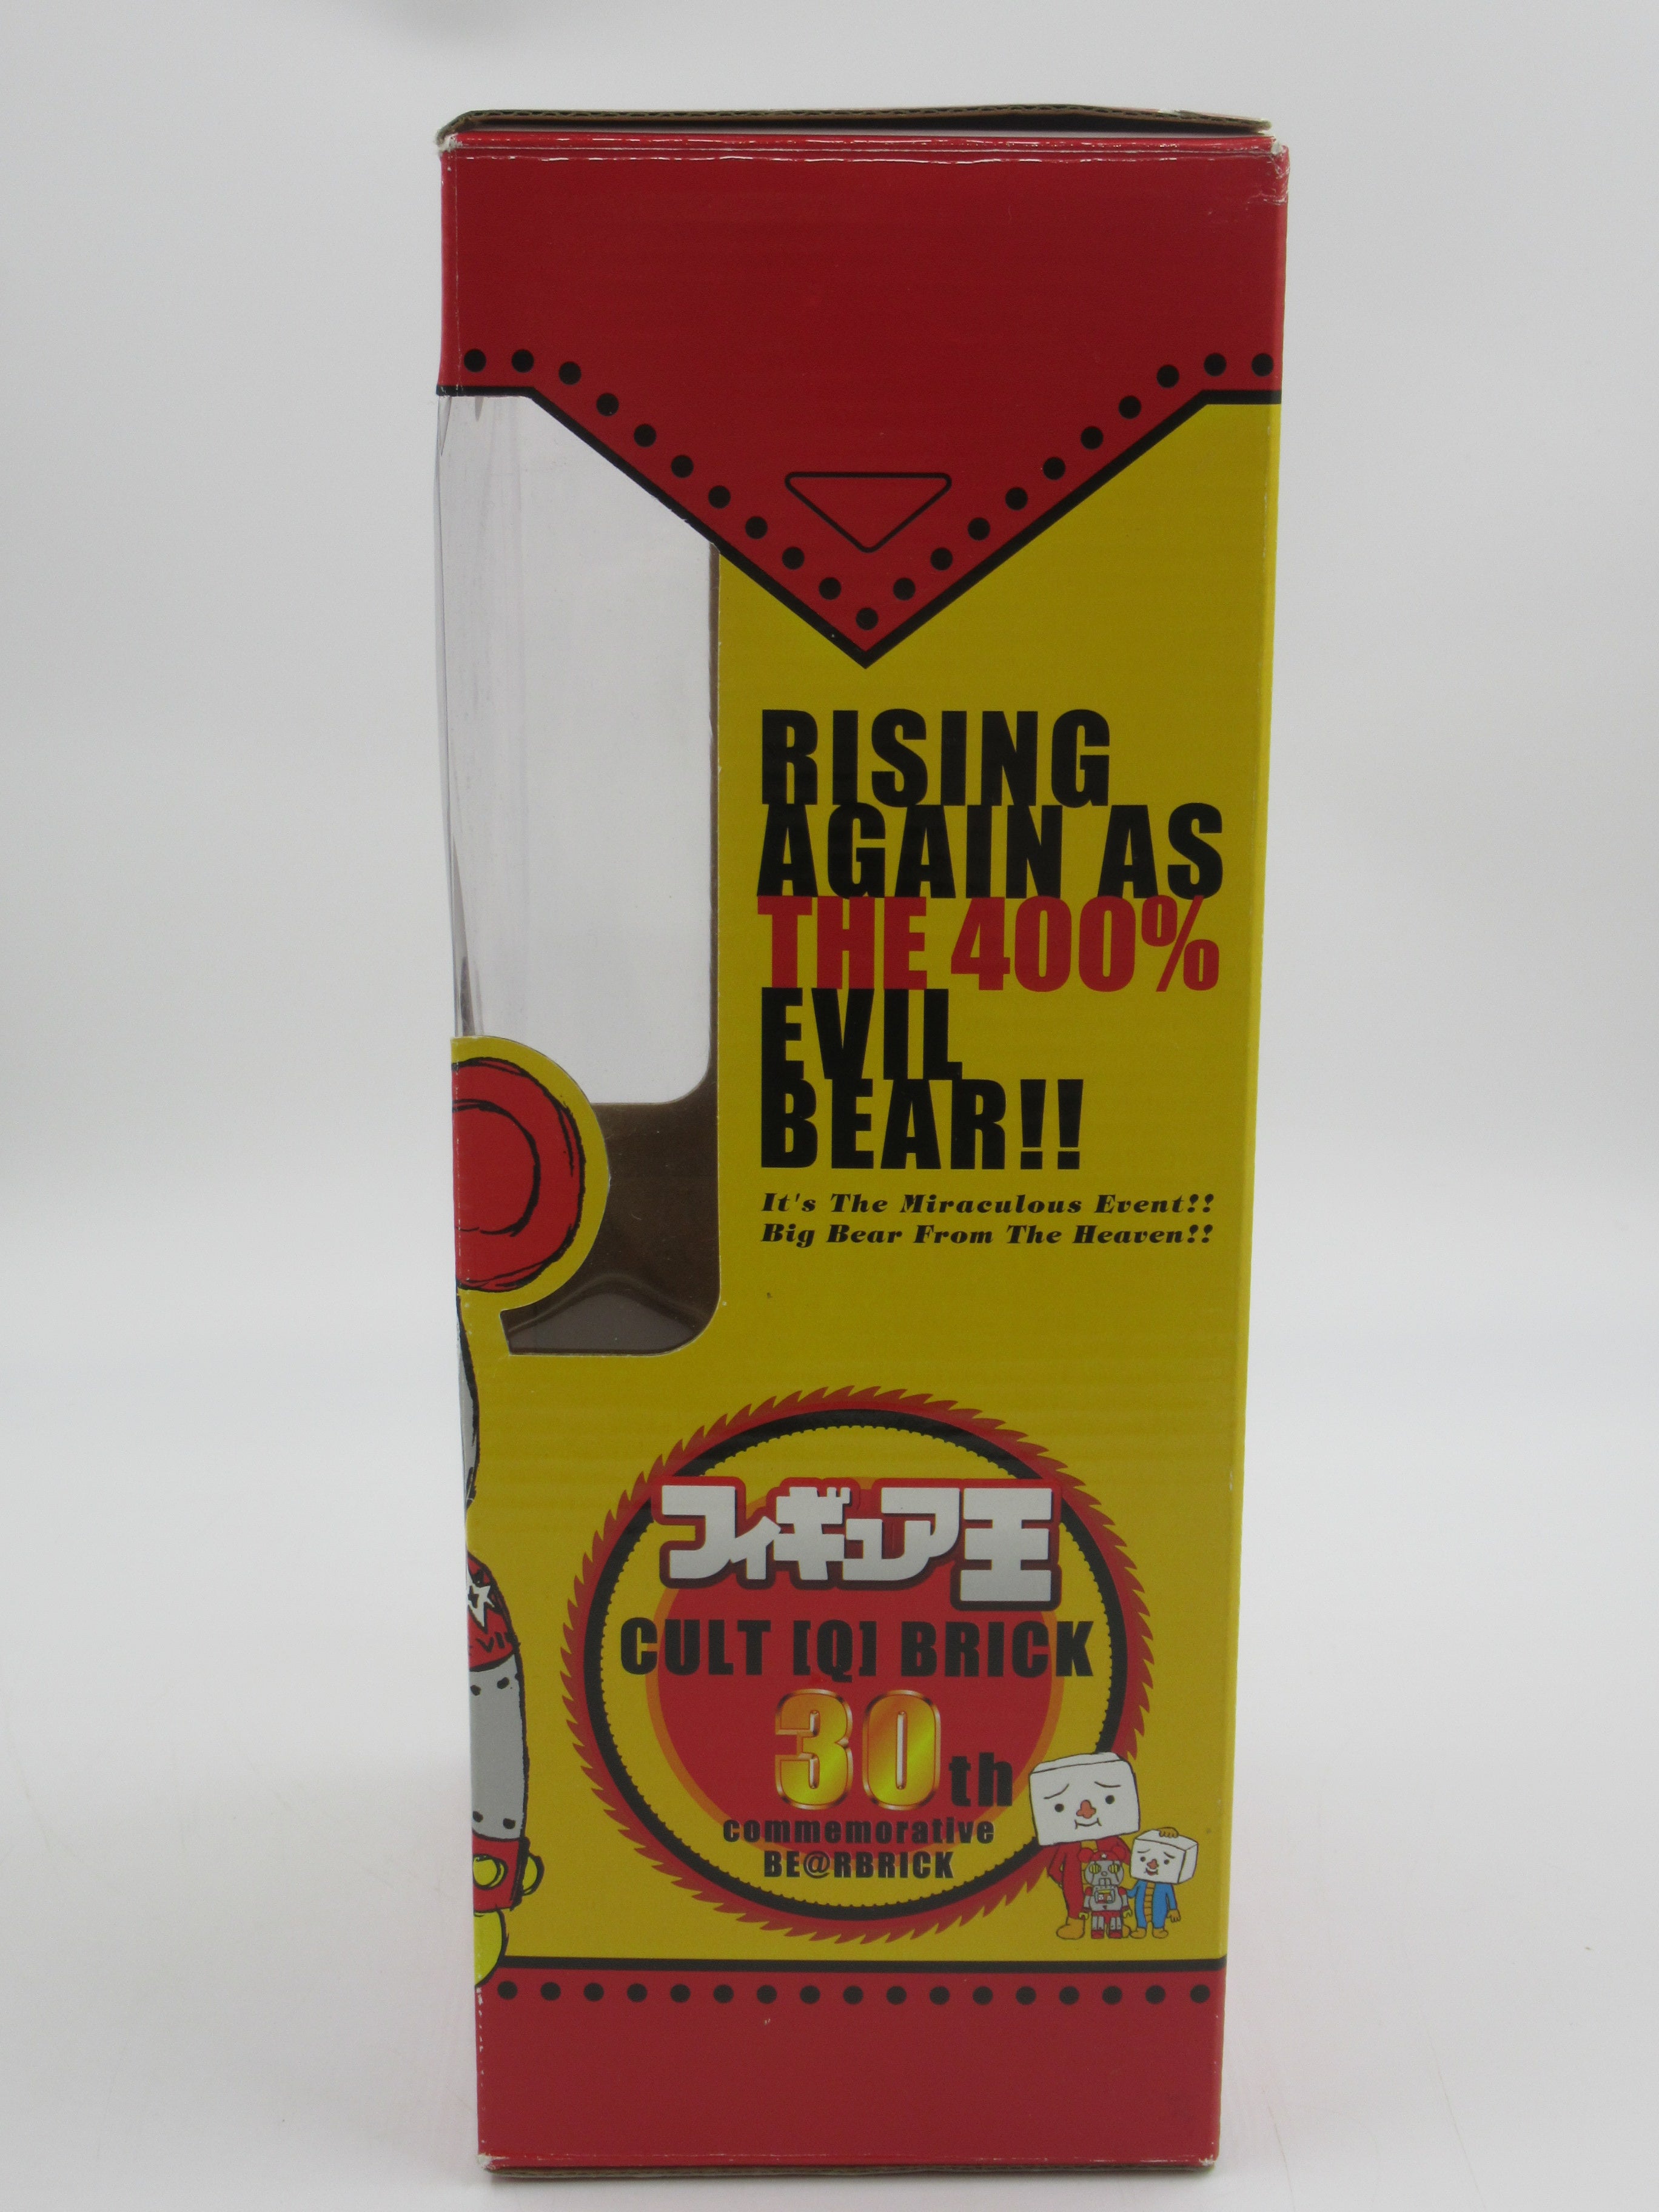 RISING
AGAIN AS
THE 400%
EVIL
BEAR!!
It's The Miraculous Event!!
Big Bear From The Heaven!!
フィギュア王
CULT [Q] BRICK
30th
commemorative
BE@RBRICK